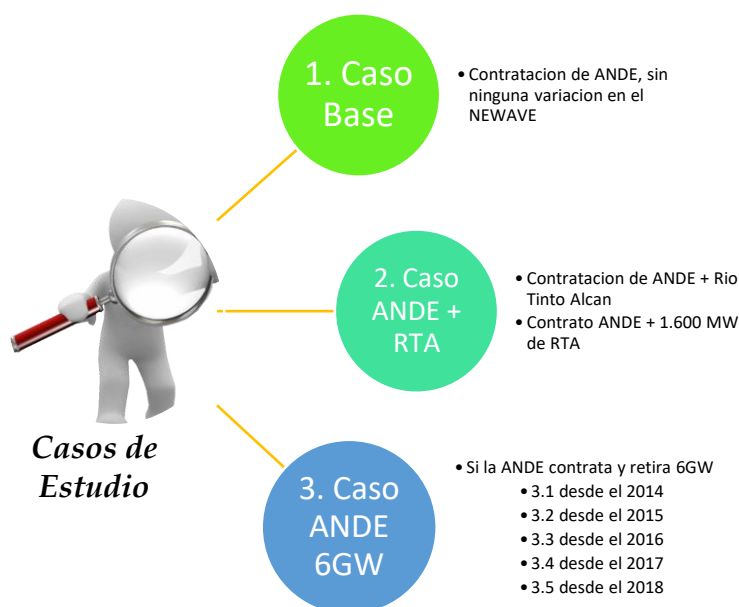 1. Caso
Base
• Contratacion de ANDE, sin
ninguna variacion en el
NEWAVE
2. Caso
ANDE +
RTA
• Contratacion de ANDE + Rio
Tinto Alcan
• Contrato ANDE + 1.600 MW
de RTA
Casos de
Estudio
3. Caso
ANDE
6GW
• Si la ANDE contrata y retira 6GW
• 3.1 desde el 2014
• 3.2 desde el 2015
• 3.3 desde el 2016
• 3.4 desde el 2017
• 3.5 desde el 2018